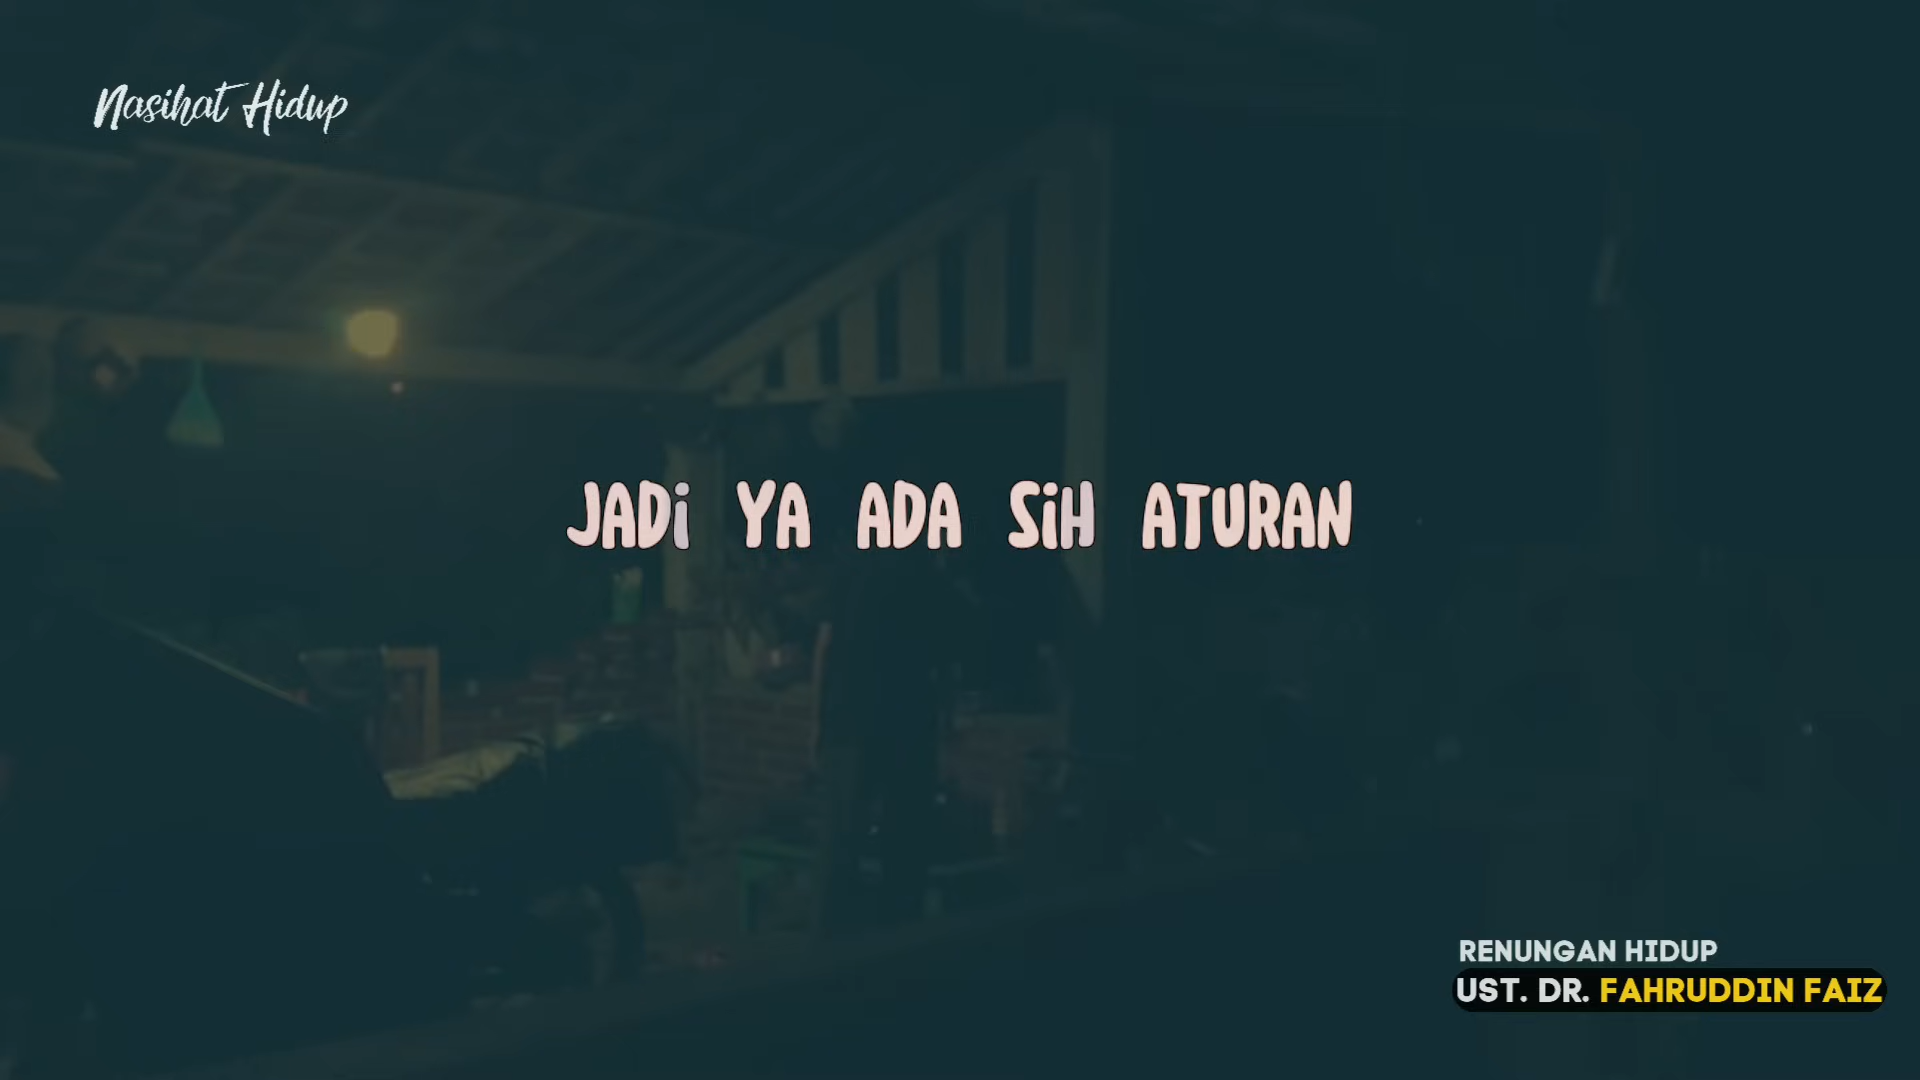 Nasihat Hidup
JADi YA ADA SiH ATURAN
RENUNGAN HIDUP
UST. DR. FAHRUDDIN FAIZ